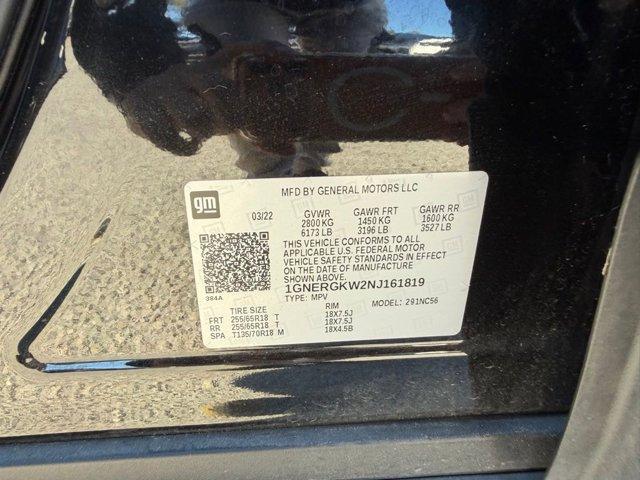 MFD BY GENERAL MOTORS LLC
gm
03/22 GVWR GAWR FRT GAWR RR
2800 KG 1450 KG 1600 KG
6173 LB 3196 LB 3527 LB
THIS VEHICLE CONFORMS TO ALL
APPLICABLE U.S. FEDERAL MOTOR
VEHICLE SAFETY STANDARDS IN EFFECT
ON THE DATE OF MANUFACTURE
SHOWN ABOVE.
1GNERGKW2NJ161819
384A TYPE: MPV MODEL: 291NC56
TIRE SIZE RIM
FRT 255/65R18 T 18X7.5J
RR 255/65R18 T 18X7.5J
SPA T135/70R18 M 18X4.5B